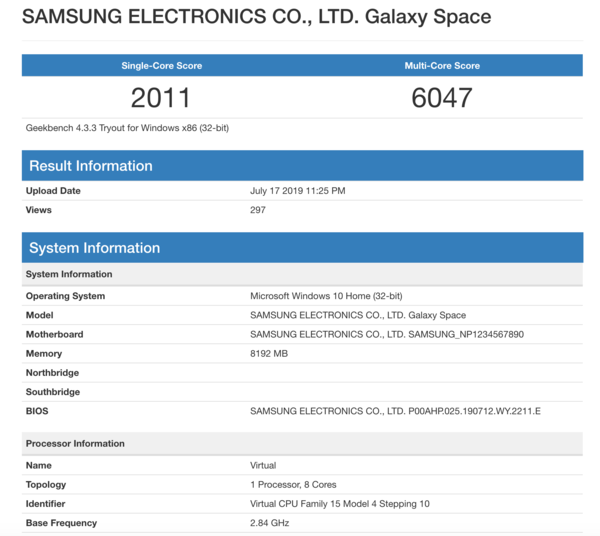 SAMSUNG ELECTRONICS CO., LTD. Galaxy Space
Single-Core Score Multi-Core Score
2011 6047
Geekbench 4.3.3 Tryout for Windows x86 (32-bit)
Result Information
Upload Date July 17 2019 11:25 PM
Views 297
System Information
System Information
Operating System Microsoft Windows 10 Home (32-bit)
Model SAMSUNG ELECTRONICS CO., LTD. Galaxy Space
Motherboard SAMSUNG ELECTRONICS CO., LTD. SAMSUNG_NP1234567890
Memory 8192 MB
Northbridge
Southbridge
BIOS SAMSUNG ELECTRONICS CO., LTD. P00AHP.025.190712.WY.2211.E
Processor Information
Name Virtual
Topology 1 Processor, 8 Cores
Identifier Virtual CPU Family 15 Model 4 Stepping 10
Base Frequency 2.84 GHz